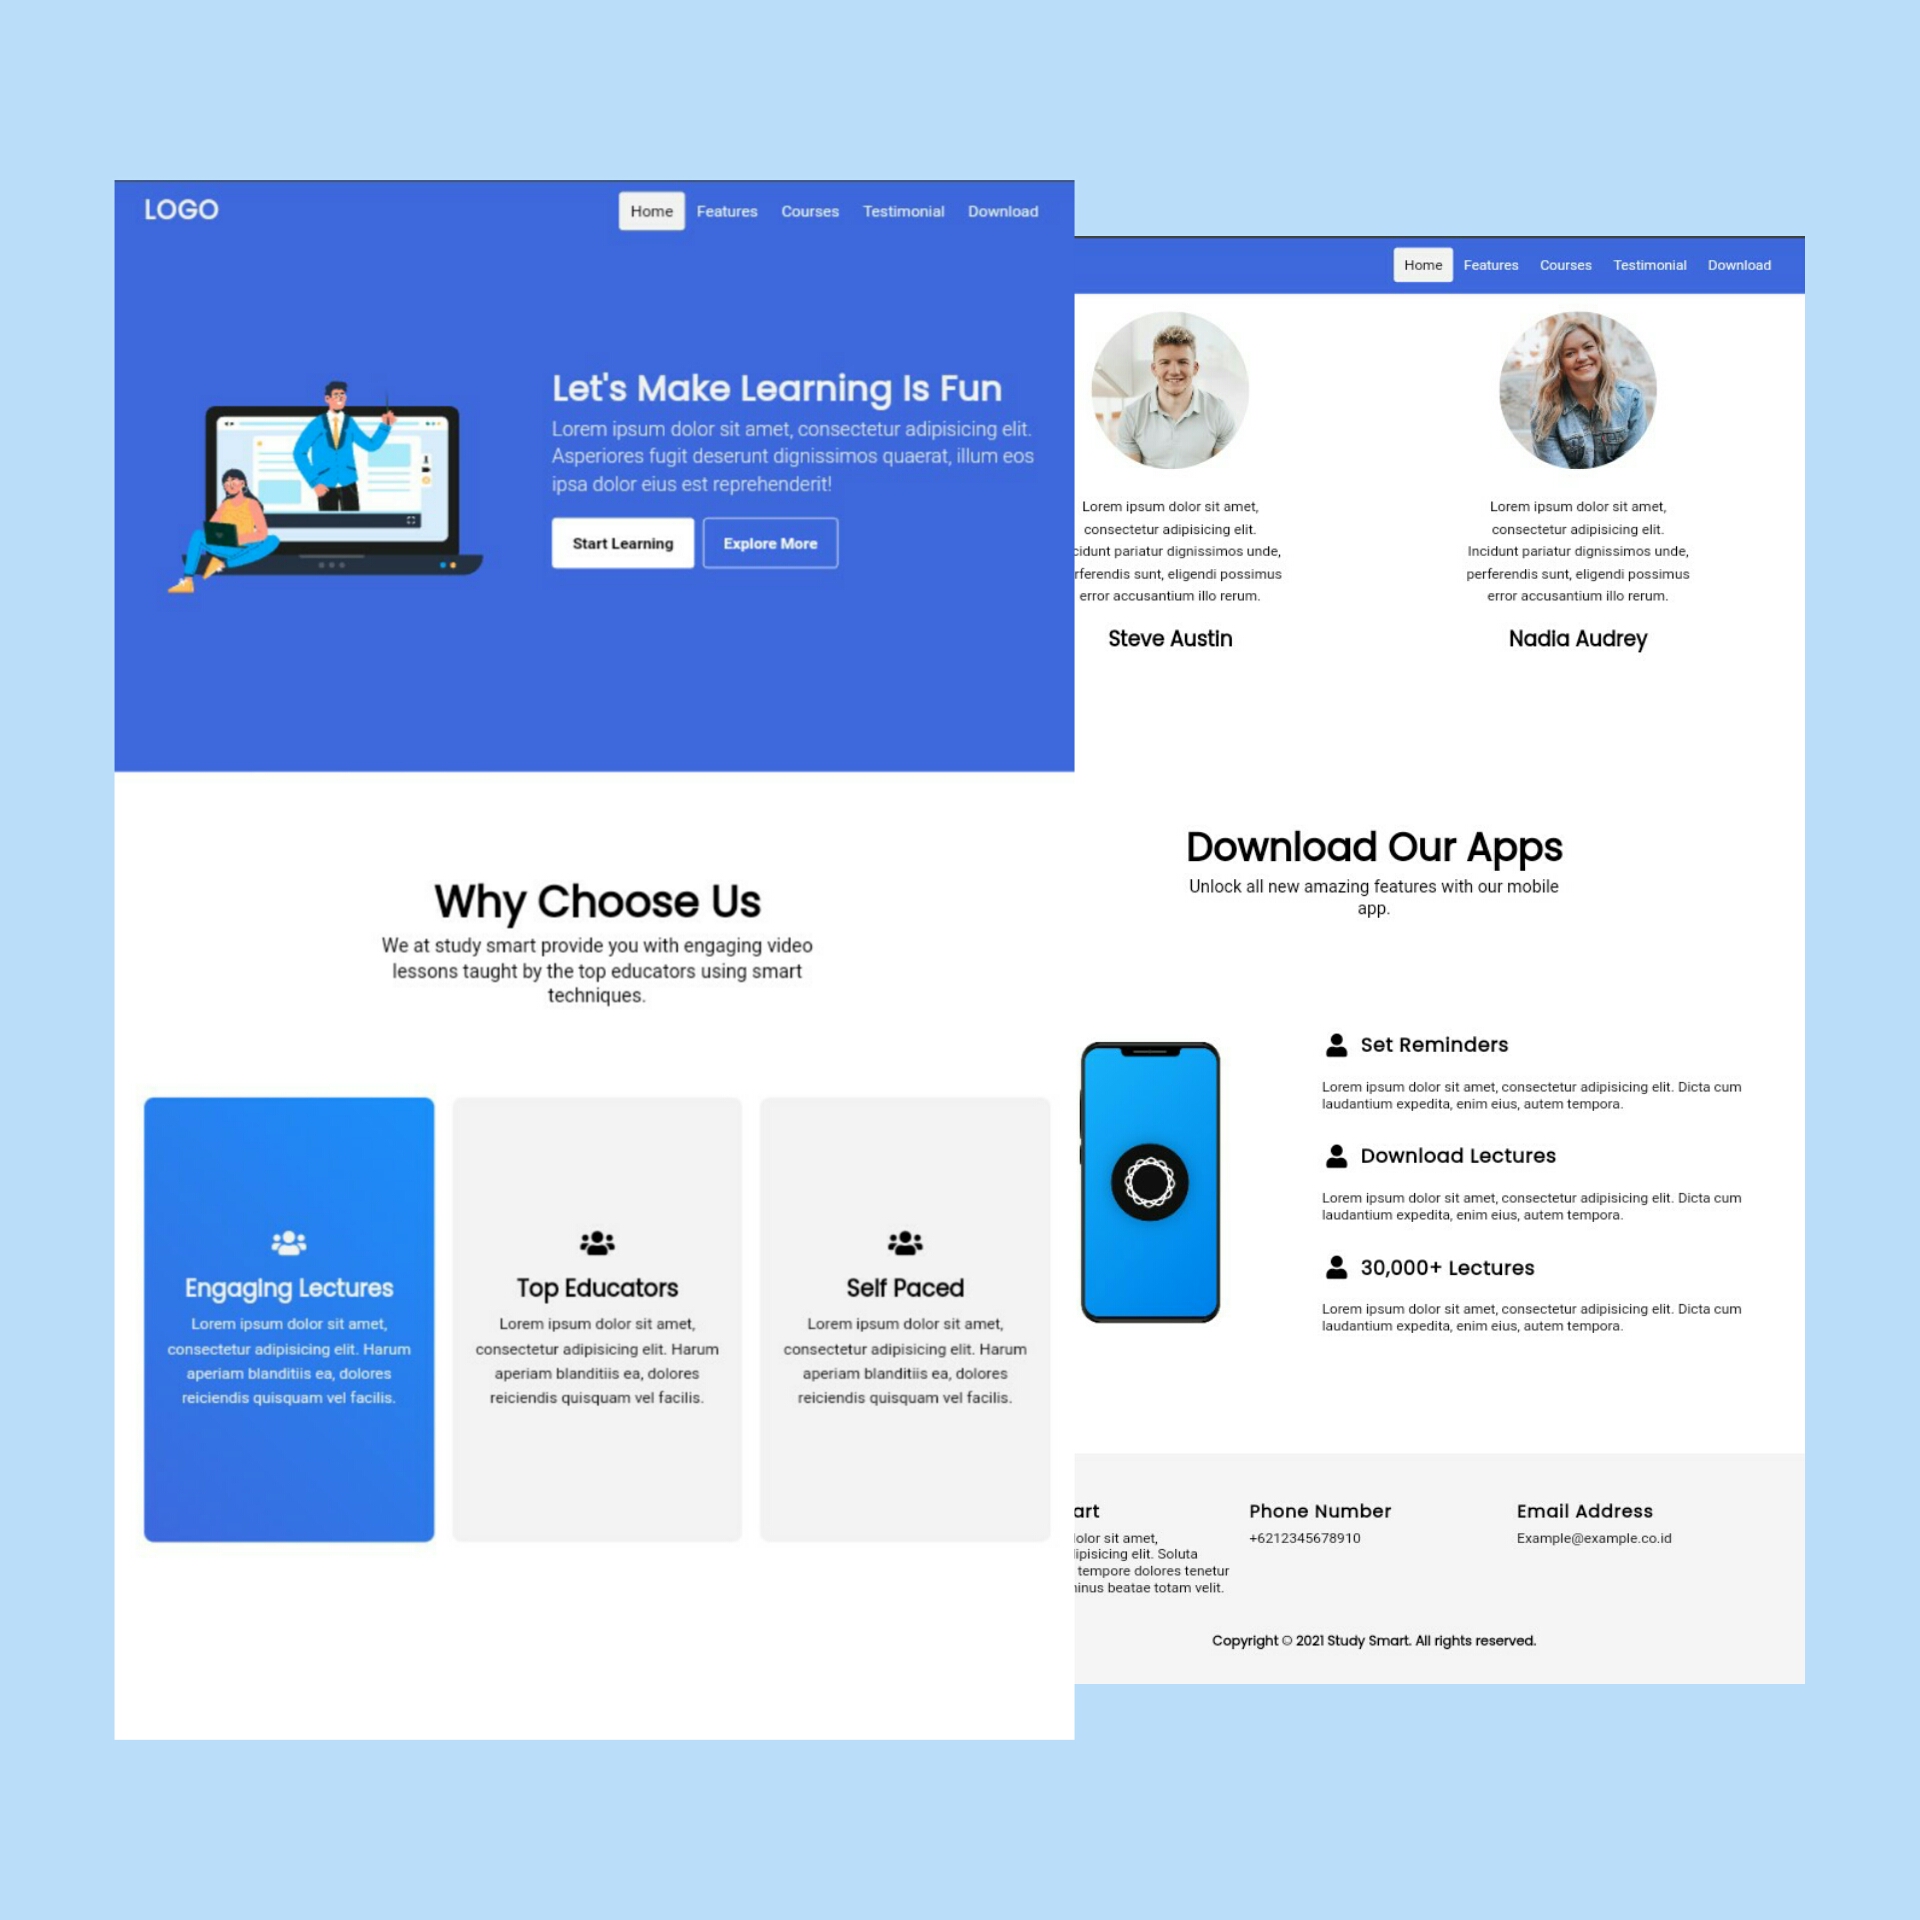 LOGO
Home Features Courses Testimonial Download
Let's Make Learning Is Fun
Lorem ipsum dolor sit amet, consectetur adipisicing elit.
Asperiores fugit deserunt dignissimos quaerat, illum eos
ipsa dolor eius est reprehenderit!
Start Learning
Explore More
Why Choose Us
We at study smart provide you with engaging video
lessons taught by the top educators using smart
techniques.
Engaging Lectures
Lorem ipsum dolor sit amet,
consectetur adipisicing elit. Harum
aperiam blanditiis ea, dolores
reiciendis quisquam vel facilis.
Top Educators
Lorem ipsum dolor sit amet,
consectetur adipisicing elit. Harum
aperiam blanditiis ea, dolores
reiciendis quisquam vel facilis.
Self Paced
Lorem ipsum dolor sit amet,
consectetur adipisicing elit. Harum
aperiam blanditiis ea, dolores
reiciendis quisquam vel facilis.
Home Features Courses Testimonial Download
Lorem ipsum dolor sit amet,
consectetur adipisicing elit.
pariatur dignissimos unde,
sunt, eligendi possimus
error accusantium illo rerum.
Steve Austin
Lorem ipsum dolor sit amet,
consectetur adipisicing elit.
Incidunt pariatur dignissimos unde,
perferendis sunt, eligendi possimus
error accusantium illo rerum.
Nadia Audrey
Download Our Apps
Unlock all new amazing features with our mobile
app.
Set Reminders
Lorem ipsum dolor sit amet, consectetur adipisicing elit. Dicta cum
laudantium expedita, enim eius, autem tempora.
Download Lectures
Lorem ipsum dolor sit amet, consectetur adipisicing elit. Dicta cum
laudantium expedita, enim eius, autem tempora.
30,000+ Lectures
Lorem ipsum dolor sit amet, consectetur adipisicing elit. Dicta cum
laudantium expedita, enim eius, autem tempora.
sit amet,
elit. Soluta
tempore dolores tenetur
beatae totam velit.
Phone Number
+6212345678910
Email Address
Example@example.co.id
Copyright © 2021 Study Smart. All rights reserved.